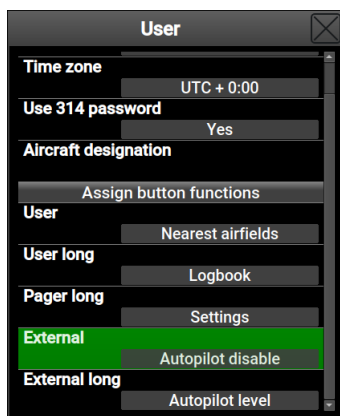 User
Time zone
UTC + 0:00
Use 314 password
Yes
Aircraft designation
Assign button functions
User
Nearest airfields
User long
Logbook
Pager long
Settings
External
Autopilot disable
External long
Autopilot level